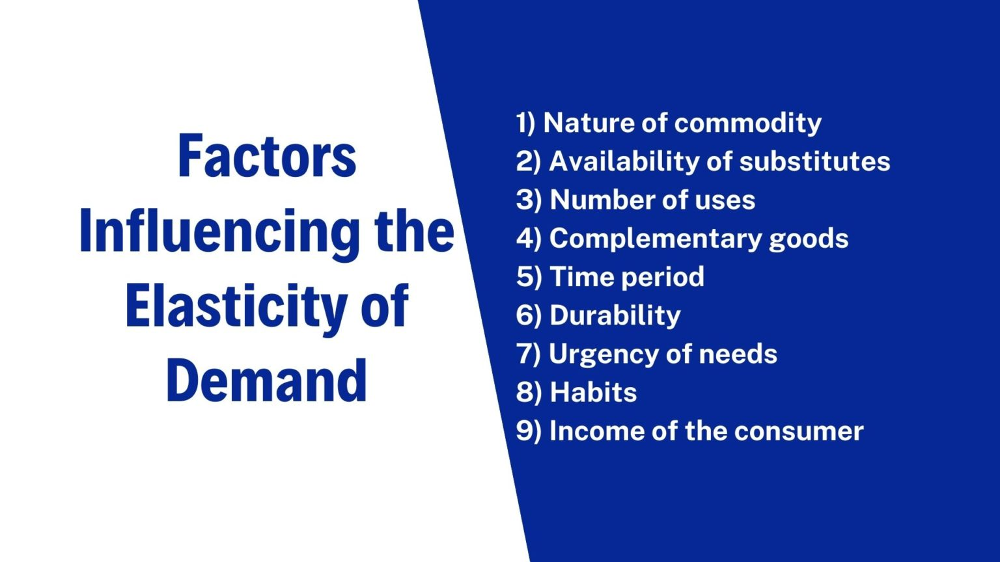 Factors
Influencing the
Elasticity of
Demand
1) Nature of commodity
2) Availability of substitutes
3) Number of uses
4) Complementary goods
5) Time period
6) Durability
7) Urgency of needs
8) Habits
9) Income of the consumer